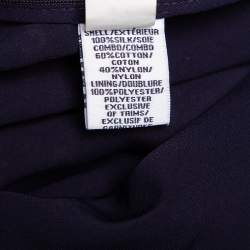 SHELL/EXTÉRIEUR
100%SILK/SOIE
COMBO/COMBO
60%COTTON/
COTON
40%NYLON/
NYLON
LINING/DOUBLURE
100%POLYESTER/
POLYESTER
EXCLUSIVE
OF TRIMS/
EXCLUSIF DE
GARNITURES